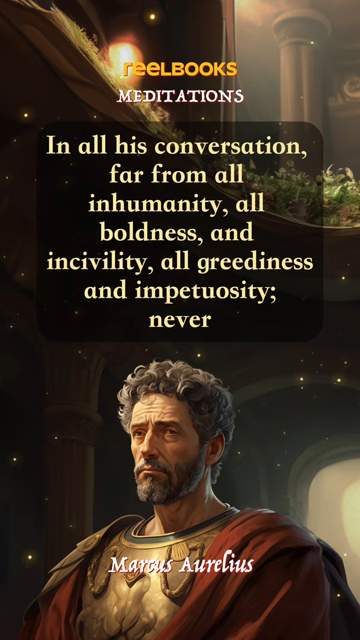 reelBOOKS
MEDITATIONS
In all his conversation,
far from all
inhumanity, all
boldness, and
incivility, all greediness
and impetuosity;
never
Marcus Aurelius